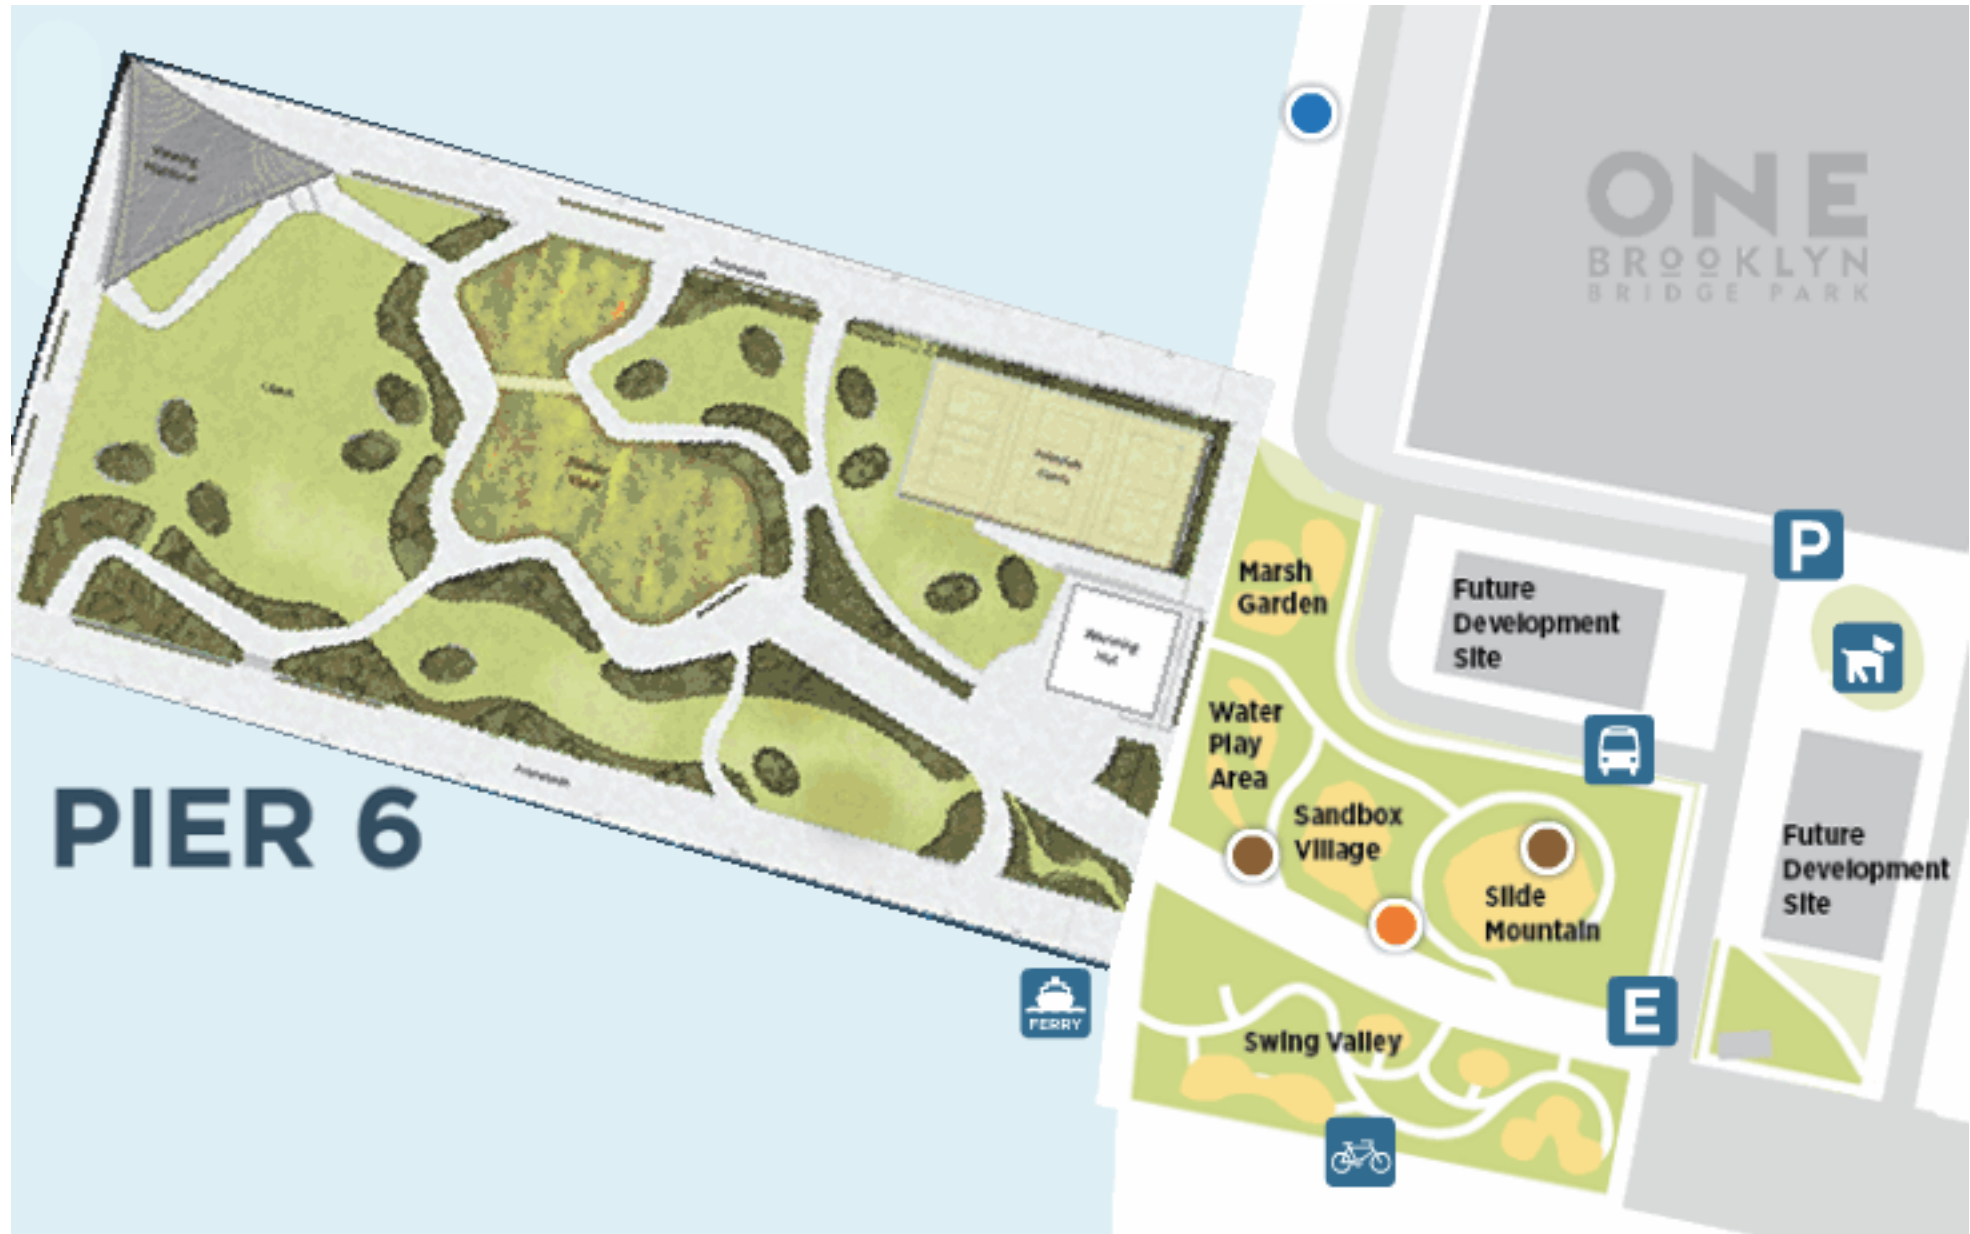 ONE
BROOKLYN
BRIDGE PARK
P
Marsh
Garden
Future
Development
Site
Water
Play
Area
Sandbox
Village
Slide
Mountain
Future
Development
Site
PIER 6
FERRY
E
Swing Valley